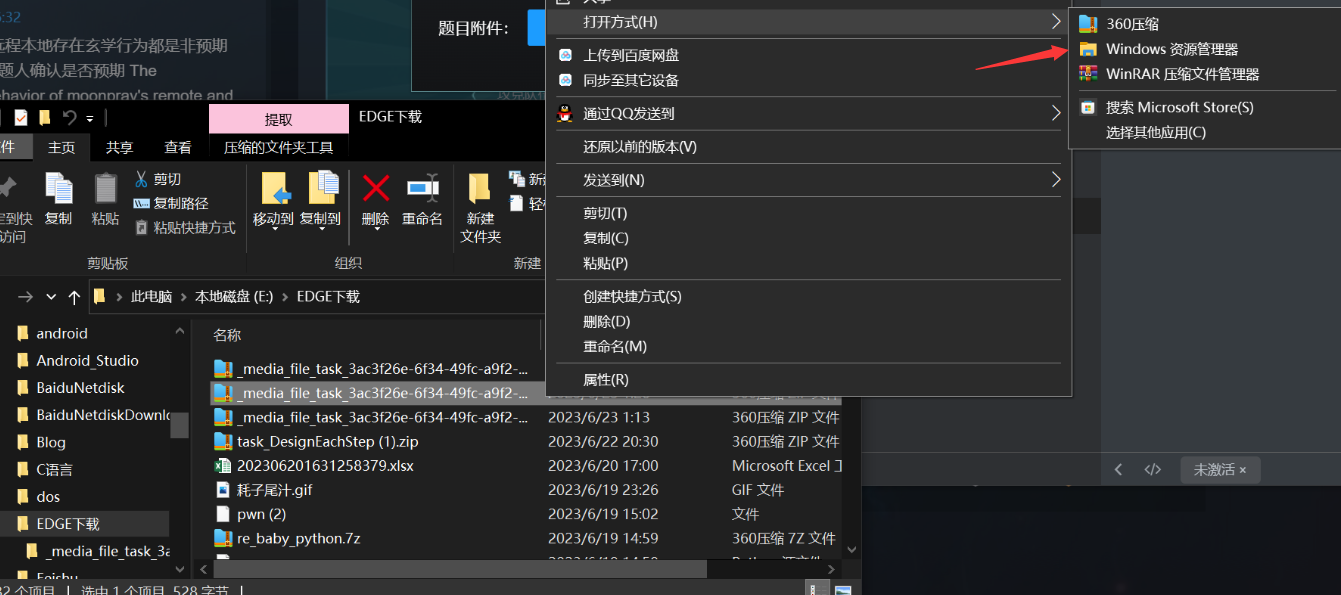 5:32
远程本地存在玄学行为都是非预期
题人确认是否预期 The
behavior of moonpray's remote and
题目附件：
提取
EDGE下载
件
主页
共享
查看
压缩的文件夹工具
复制
粘贴
剪切
复制路径
粘贴快捷方式
定到快
访问
移动到
复制到
删除
重命名
新建
文件夹
剪贴板
组织
新建
此电脑
本地磁盘 (E:)
EDGE下载
android
Android_Studio
BaiduNetdisk
BaiduNetdiskDownlo
Blog
C语言
dos
EDGE下载
_media_file_task_3a
Feishu
名称
_media_file_task_3ac3f26e-6f34-49fc-a9f2-...
_media_file_task_3ac3f26e-6f34-49fc-a9f2-...
_media_file_task_3ac3f26e-6f34-49fc-a9f2-... 2023/6/23 1:13 360压缩 ZIP 文件
task_DesignEachStep (1).zip 2023/6/22 20:30 360压缩 ZIP 文件
202306201631258379.xlsx 2023/6/20 17:00 Microsoft Excel 工
耗子尾汁.gif 2023/6/19 23:26 GIF 文件
pwn (2) 2023/6/19 15:02 文件
re_baby_python.7z 2023/6/19 14:59 360压缩 7Z 文件
32 个项目
选中 1 个项目 528 字节
打开方式(H)
上传到百度网盘
同步至其它设备
通过QQ发送到
还原以前的版本(V)
发送到(N)
剪切(T)
复制(C)
粘贴(P)
创建快捷方式(S)
删除(D)
重命名(M)
属性(R)
360压缩
Windows 资源管理器
WinRAR 压缩文件管理器
搜索 Microsoft Store(S)
选择其他应用(C)
未激活 ×